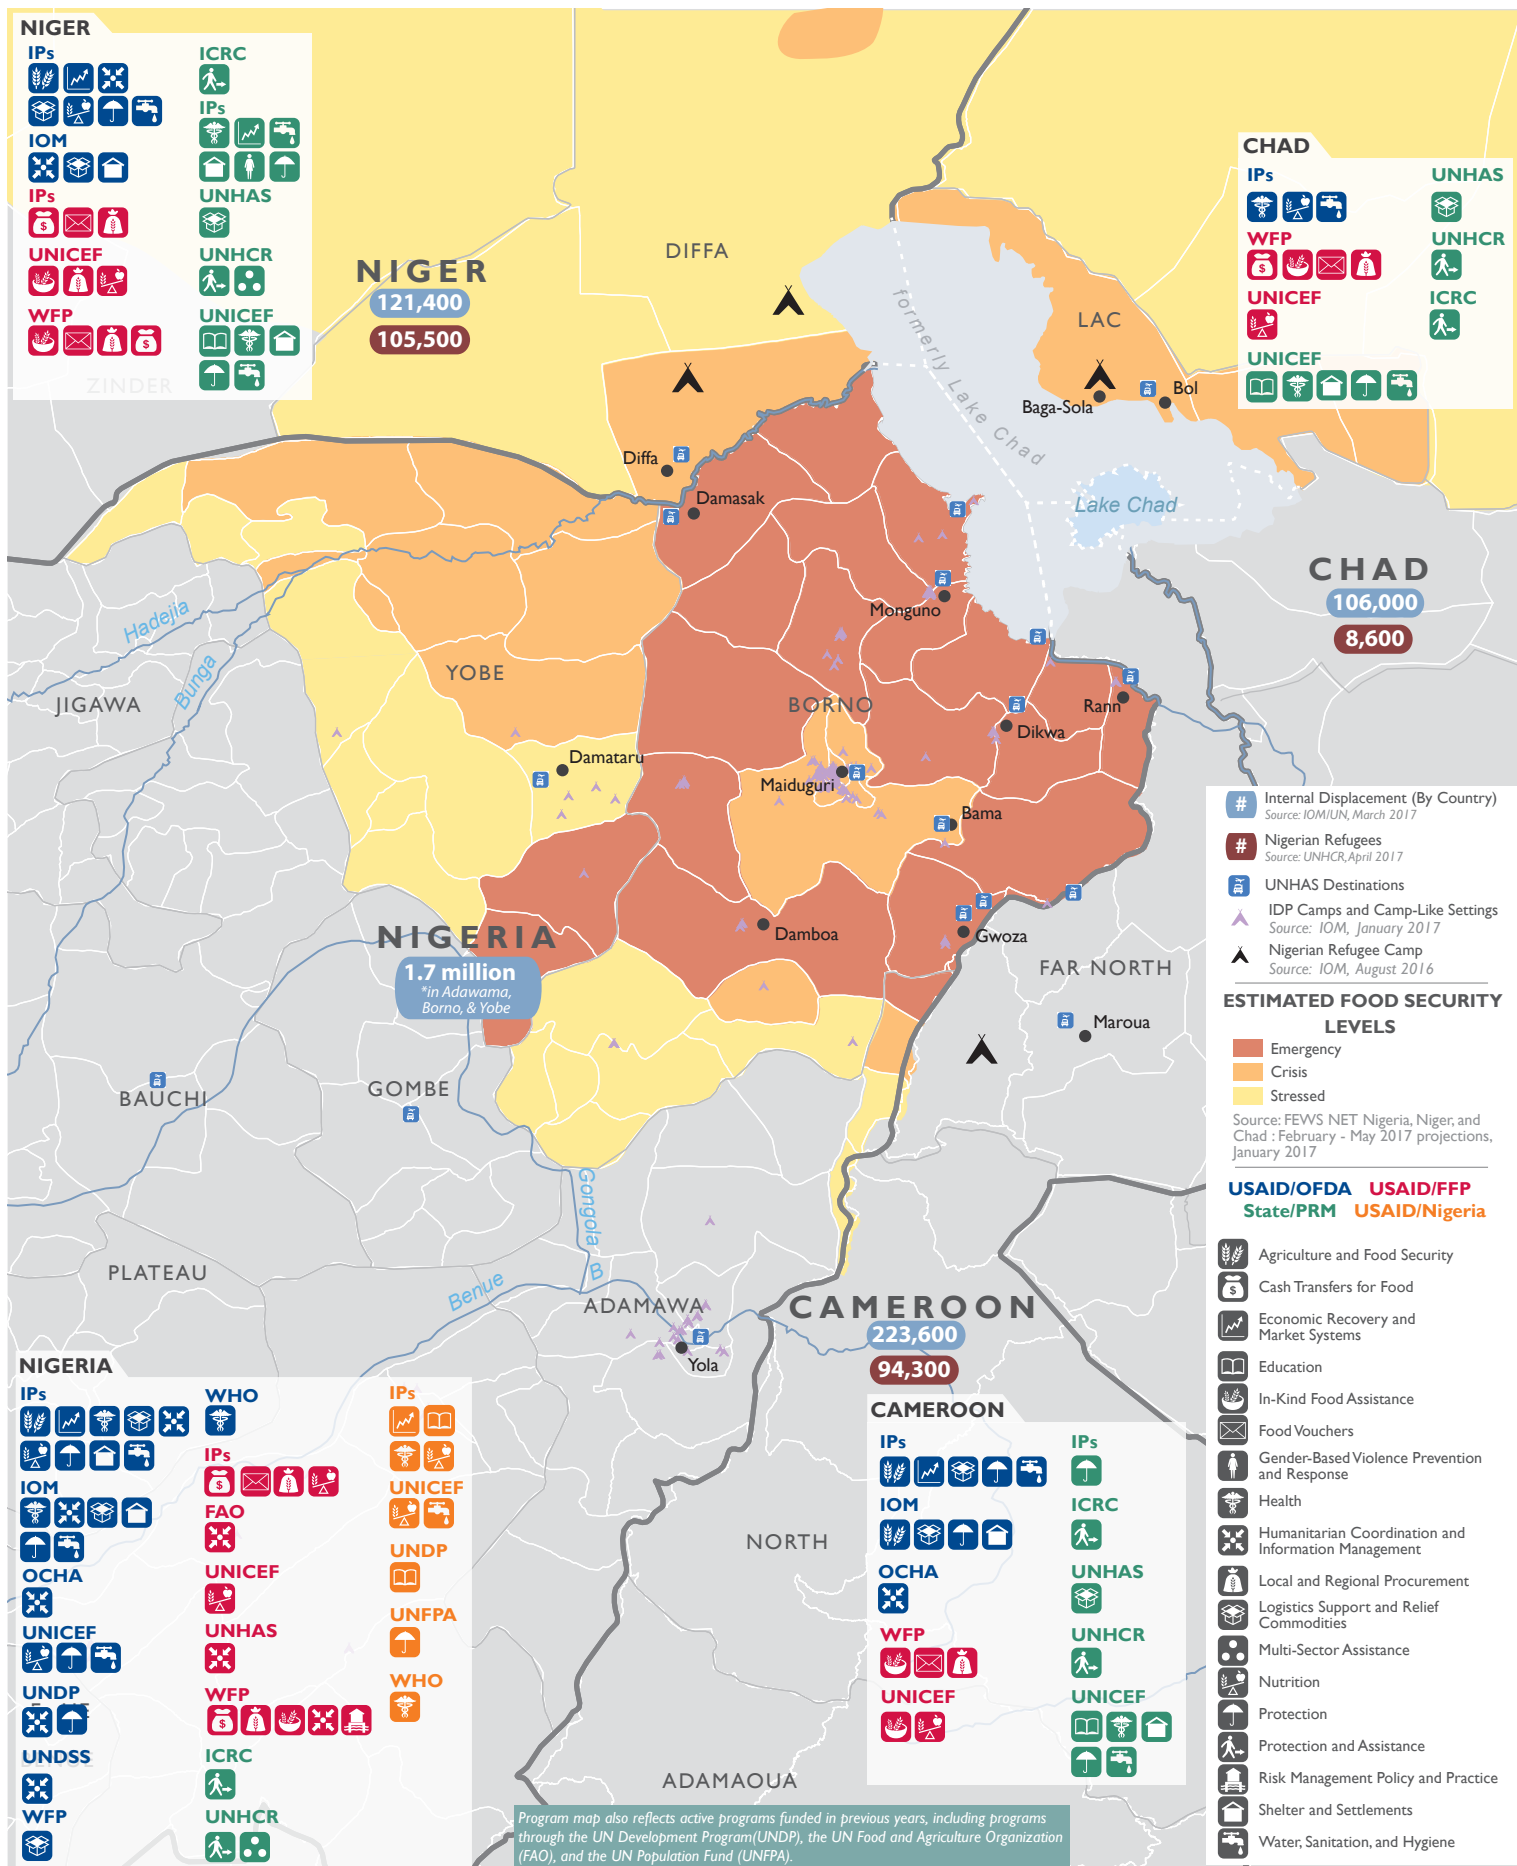 NIGER
IPs
ICRC
IPs
IOM
IPs
UNHAS
UNICEF
UNHCR
WFP
UNICEF
ZINDER
NIGER
121,400
105,500
DIFFA
CHAD
IPs
UNHAS
WFP
UNHCR
UNICEF
ICRC
UNICEF
LAC
formerly Lake Chad
Baga-Sola
Bol
Diffa
Damasak
Lake Chad
CHAD
106,000
8,600
Monguno
Hadejia
Bunga
JIGAWA
YOBE
BORNO
Rann
Dikwa
Damataru
Maiduguri
Bama
NIGERIA
1.7 million
*in Adawama,
Borno, & Yobe
Damboa
Gwoza
FAR NORTH
Maroua
BAUCHI
GOMBE
Gongola
PLATEAU
Benue
B
ADAMAWA
Yola
CAMEROON
223,600
94,300
NORTH
ADAMAOUA
# Internal Displacement (By Country)
Source: IOM/UN, March 2017
# Nigerian Refugees
Source: UNHCR, April 2017
UNHAS Destinations
IDP Camps and Camp-Like Settings
Source: IOM, January 2017
Nigerian Refugee Camp
Source: IOM, August 2016
ESTIMATED FOOD SECURITY
LEVELS
Emergency
Crisis
Stressed
Source: FEWS NET Nigeria, Niger, and
Chad : February - May 2017 projections,
January 2017
USAID/OFDA USAID/FFP
State/PRM USAID/Nigeria
Agriculture and Food Security
Cash Transfers for Food
Economic Recovery and
Market Systems
Education
In-Kind Food Assistance
Food Vouchers
Gender-Based Violence Prevention
and Response
Health
Humanitarian Coordination and
Information Management
Local and Regional Procurement
Logistics Support and Relief
Commodities
Multi-Sector Assistance
Nutrition
Protection
Protection and Assistance
Risk Management Policy and Practice
Shelter and Settlements
Water, Sanitation, and Hygiene
NIGERIA
IPs
IOM
OCHA
UNICEF
UNDP
UNDSS
WFP
WHO
IPs
FAO
UNICEF
UNHAS
WFP
ICRC
UNHCR
IPs
UNICEF
UNDP
UNFPA
WHO
CAMEROON
IPs
IOM
OCHA
WFP
UNICEF
IPs
ICRC
UNHAS
UNHCR
UNICEF
Program map also reflects active programs funded in previous years, including programs
through the UN Development Program(UNDP), the UN Food and Agriculture Organization
(FAO), and the UN Population Fund (UNFPA).